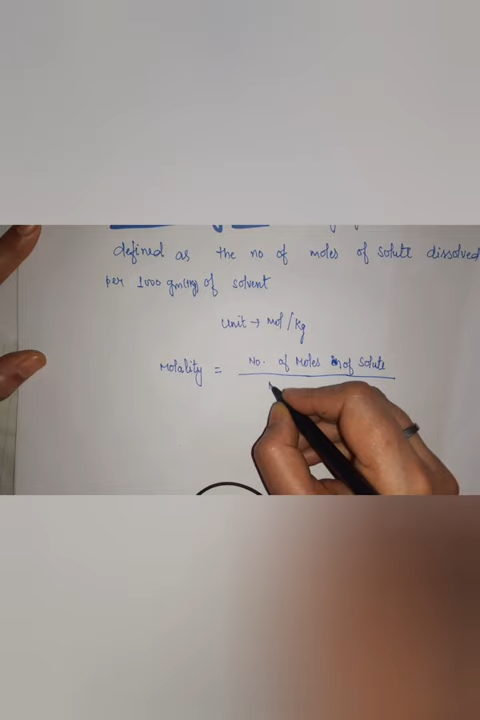 defined as the no of moles of solute dissolved
per 1000 gm of solvent
Unit → Mol/Kg
Molality = No. of Moles of Solute